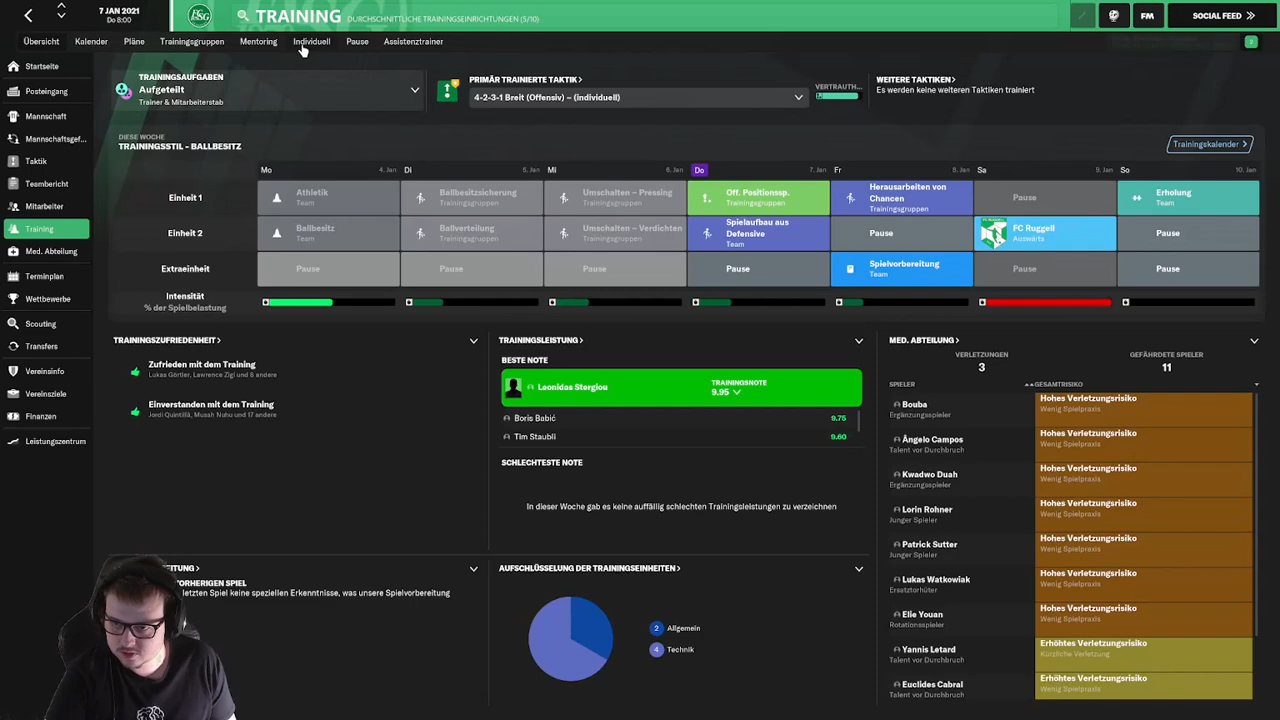 7 JAN 2021
Do 8:00
FCSG
TRAINING DURCHSCHNITTLICHE TRAININGSEINRICHTUNGEN (5/10)
FM
SOCIAL FEED
Übersicht Kalender Pläne Trainingsgruppen Mentoring Individuell Pause Assistenztrainer
2
Startseite
Posteingang
Mannschaft
Mannschaftsgef...
Taktik
Teambericht
Mitarbeiter
Training
Med. Abteilung
Terminplan
Wettbewerbe
Scouting
Transfers
Vereinsinfo
Vereinsziele
Finanzen
Leistungszentrum
TRAININGSAUFGABEN
Aufgeteilt
Trainer & Mitarbeiterstab
PRIMÄR TRAINIERTE TAKTIK
4-2-3-1 Breit (Offensiv) – (individuell)
VERTRAUTH...
WEITERE TAKTIKEN
Es werden keine weiteren Taktiken trainiert
DIESE WOCHE
TRAININGSSTIL - BALLBESITZ
Trainingskalender
Mo 4. Jan Di 5. Jan Mi 6. Jan Do 7. Jan Fr 8. Jan Sa 9. Jan So 10. Jan
Einheit 1
Athletik
Team
Ballbesitzsicherung
Trainingsgruppen
Umschalten – Pressing
Trainingsgruppen
Off. Positionssp.
Trainingsgruppen
Herausarbeiten von Chancen
Trainingsgruppen
Pause
Erholung
Team
Einheit 2
Ballbesitz
Team
Ballverteilung
Trainingsgruppen
Umschalten – Verdichten
Trainingsgruppen
Spielaufbau aus Defensive
Team
Pause
FC RUGGELL
FC Ruggell
Auswärts
Pause
Extraeinheit
Pause
Pause
Pause
Pause
Spielvorbereitung
Team
Pause
Pause
Intensität
% der Spielbelastung
TRAININGSZUFRIEDENHEIT
Zufrieden mit dem Training
Lukas Görtler, Lawrence Zigi und 6 andere
Einverstanden mit dem Training
Jordi Quintillà, Musah Nuhu und 17 andere
TRAININGSLEISTUNG
BESTE NOTE
Leonidas Stergiou
TRAININGSNOTE
9.95
Boris Babić 9.75
Tim Staubli 9.60
SCHLECHTESTE NOTE
In dieser Woche gab es keine auffällig schlechten Trainingsleistungen zu verzeichnen
MED. ABTEILUNG
VERLETZUNGEN
3
GEFÄHRDETE SPIELER
11
SPIELER GESAMTRISIKO
Bouba
Ergänzungsspieler
Hohes Verletzungsrisiko
Wenig Spielpraxis
Ângelo Campos
Talent vor Durchbruch
Hohes Verletzungsrisiko
Wenig Spielpraxis
Kwadwo Duah
Ergänzungsspieler
Hohes Verletzungsrisiko
Wenig Spielpraxis
Lorin Rohner
Junger Spieler
Hohes Verletzungsrisiko
Wenig Spielpraxis
Patrick Sutter
Junger Spieler
Hohes Verletzungsrisiko
Wenig Spielpraxis
Lukas Watkowiak
Ersatztorhüter
Hohes Verletzungsrisiko
Wenig Spielpraxis
Elie Youan
Rotationsspieler
Hohes Verletzungsrisiko
Wenig Spielpraxis
Yannis Letard
Talent vor Durchbruch
Erhöhtes Verletzungsrisiko
Kürzliche Verletzung
Euclides Cabral
Talent vor Durchbruch
Erhöhtes Verletzungsrisiko
Wenig Spielpraxis
EITUNG
VORHERIGEN SPIEL
letzten Spiel keine speziellen Erkenntnisse, was unsere Spielvorbereitung
AUFSCHLÜSSELUNG DER TRAININGSEINHEITEN
2 Allgemein
4 Technik